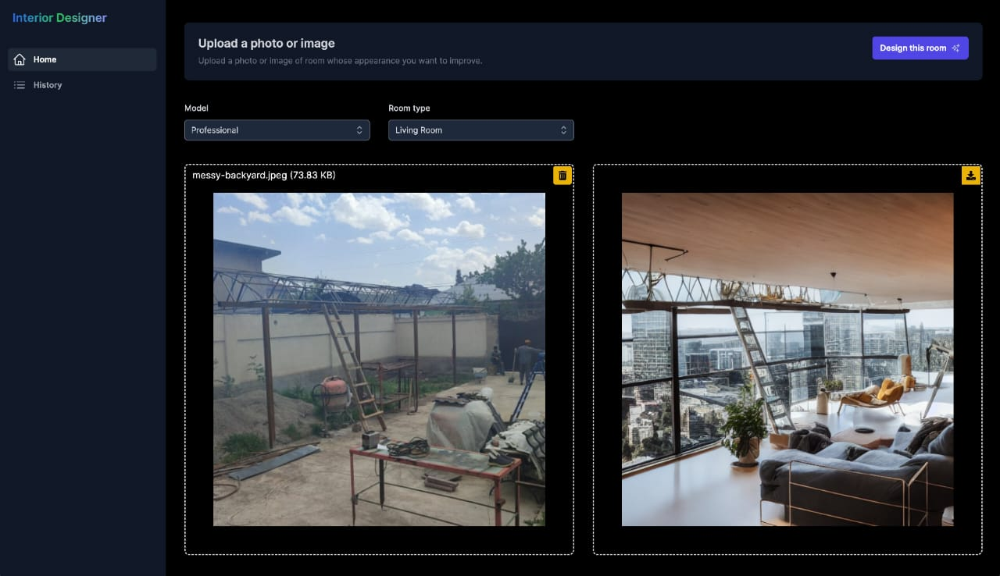 Interior Designer
Home
History
Upload a photo or image
Upload a photo or image of room whose appearance you want to improve.
Design this room
Model
Room type
Professional
Living Room
messy-backyard.jpeg (73.83 KB)